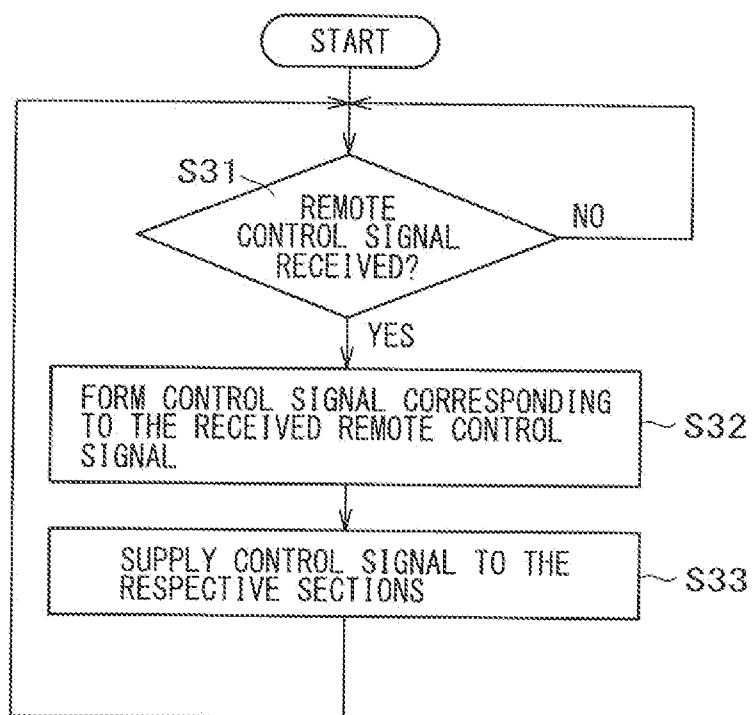 START
S31
REMOTE
CONTROL SIGNAL
RECEIVED?
NO
YES
FORM CONTROL SIGNAL CORRESPONDING
TO THE RECEIVED REMOTE CONTROL
SIGNAL
S32
SUPPLY CONTROL SIGNAL TO THE
RESPECTIVE SECTIONS
S33